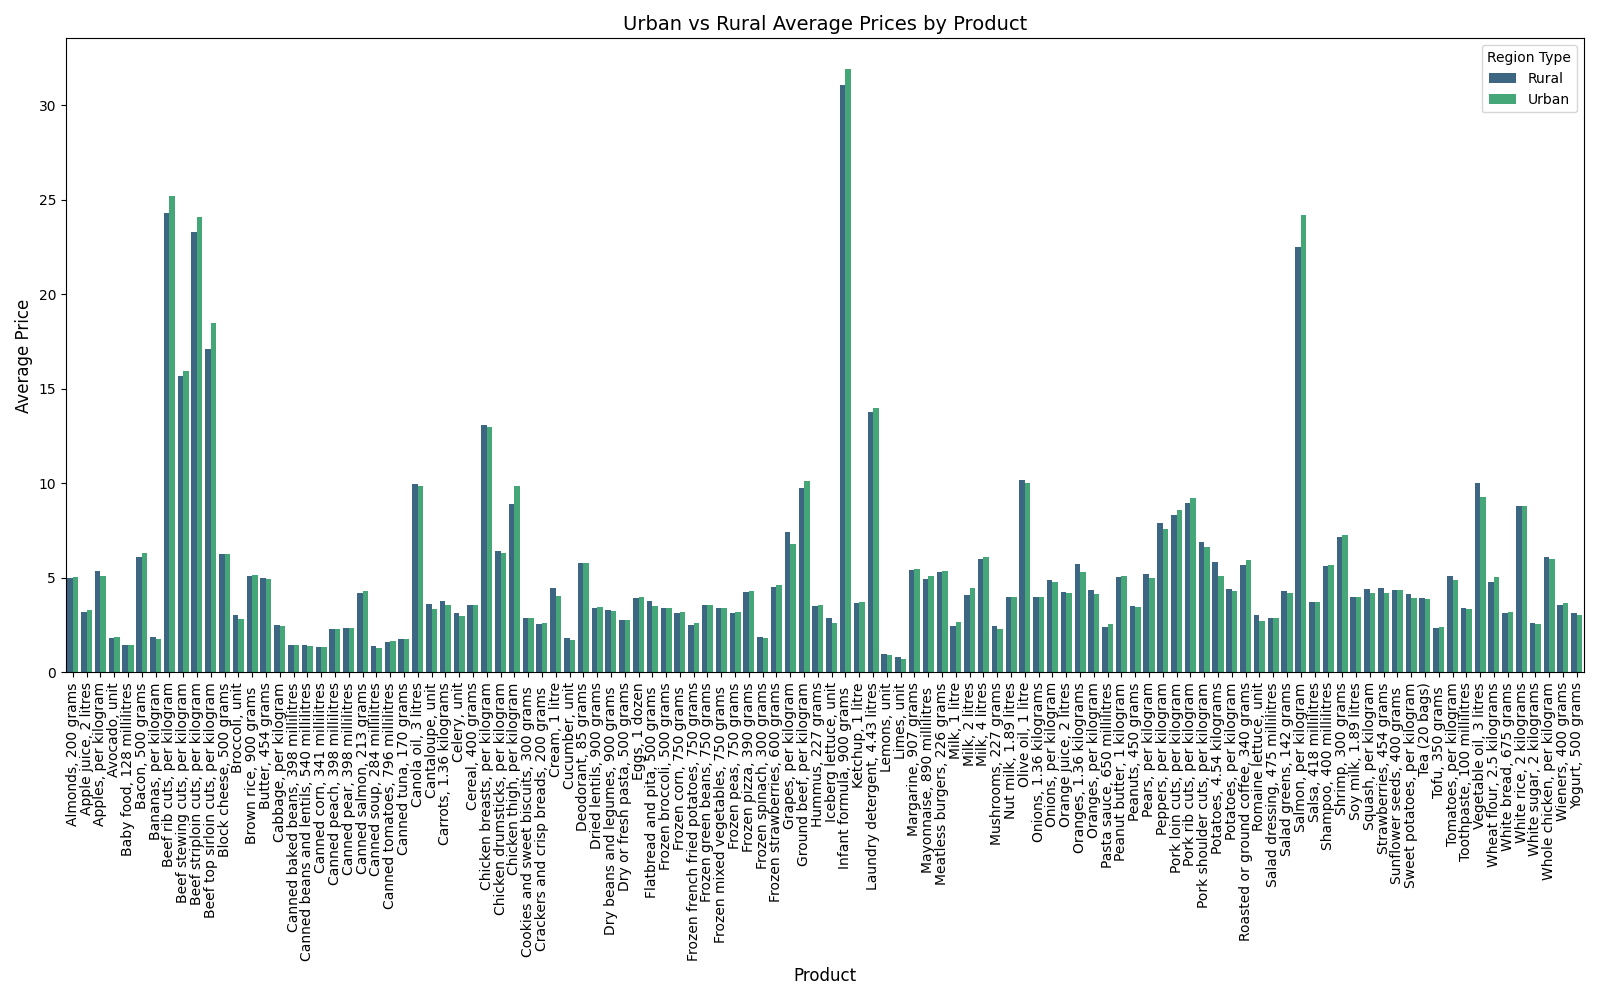 Urban vs Rural Average Prices by Product
Region Type
Rural
Urban
Average Price
30
25
20
15
10
5
0
Almonds, 200 grams
Apple juice, 2 litres
Apples, per kilogram
Avocado, unit
Baby food, 128 millilitres
Bacon, 500 grams
Bananas, per kilogram
Beef rib cuts, per kilogram
Beef stewing cuts, per kilogram
Beef striploin cuts, per kilogram
Beef top sirloin cuts, per kilogram
Block cheese, 500 grams
Broccoli, unit
Brown rice, 900 grams
Butter, 454 grams
Cabbage, per kilogram
Canned baked beans, 398 millilitres
Canned beans and lentils, 540 millilitres
Canned corn, 341 millilitres
Canned peach, 398 millilitres
Canned pear, 398 millilitres
Canned salmon, 213 grams
Canned soup, 284 millilitres
Canned tomatoes, 796 millilitres
Canned tuna, 170 grams
Canola oil, 3 litres
Cantaloupe, unit
Carrots, 1.36 kilograms
Celery, unit
Cereal, 400 grams
Chicken breasts, per kilogram
Chicken drumsticks, per kilogram
Chicken thigh, per kilogram
Cookies and sweet biscuits, 300 grams
Crackers and crisp breads, 200 grams
Cream, 1 litre
Cucumber, unit
Deodorant, 85 grams
Dried lentils, 900 grams
Dry beans and legumes, 900 grams
Dry or fresh pasta, 500 grams
Eggs, 1 dozen
Flatbread and pita, 500 grams
Frozen broccoli, 500 grams
Frozen corn, 750 grams
Frozen french fried potatoes, 750 grams
Frozen green beans, 750 grams
Frozen mixed vegetables, 750 grams
Frozen peas, 750 grams
Frozen pizza, 390 grams
Frozen spinach, 300 grams
Frozen strawberries, 600 grams
Grapes, per kilogram
Ground beef, per kilogram
Hummus, 227 grams
Iceberg lettuce, unit
Infant formula, 900 grams
Ketchup, 1 litre
Laundry detergent, 4.43 litres
Lemons, unit
Limes, unit
Margarine, 907 grams
Mayonnaise, 890 millilitres
Meatless burgers, 226 grams
Milk, 1 litre
Milk, 2 litres
Milk, 4 litres
Mushrooms, 227 grams
Nut milk, 1.89 litres
Olive oil, 1 litre
Onions, 1.36 kilograms
Onions, per kilogram
Orange juice, 2 litres
Oranges, 1.36 kilograms
Oranges, per kilogram
Pasta sauce, 650 millilitres
Peanut butter, 1 kilogram
Peanuts, 450 grams
Pears, per kilogram
Peppers, per kilogram
Pork loin cuts, per kilogram
Pork rib cuts, per kilogram
Pork shoulder cuts, per kilogram
Potatoes, 4.54 kilograms
Potatoes, per kilogram
Roasted or ground coffee, 340 grams
Romaine lettuce, unit
Salad dressing, 475 millilitres
Salad greens, 142 grams
Salmon, per kilogram
Salsa, 418 millilitres
Shampoo, 400 millilitres
Shrimp, 300 grams
Soy milk, 1.89 litres
Squash, per kilogram
Strawberries, 454 grams
Sunflower seeds, 400 grams
Sweet potatoes, per kilogram
Tea (20 bags)
Tofu, 350 grams
Tomatoes, per kilogram
Toothpaste, 100 millilitres
Vegetable oil, 3 litres
Wheat flour, 2.5 kilograms
White bread, 675 grams
White rice, 2 kilograms
White sugar, 2 kilograms
Whole chicken, per kilogram
Wieners, 400 grams
Yogurt, 500 grams
Product